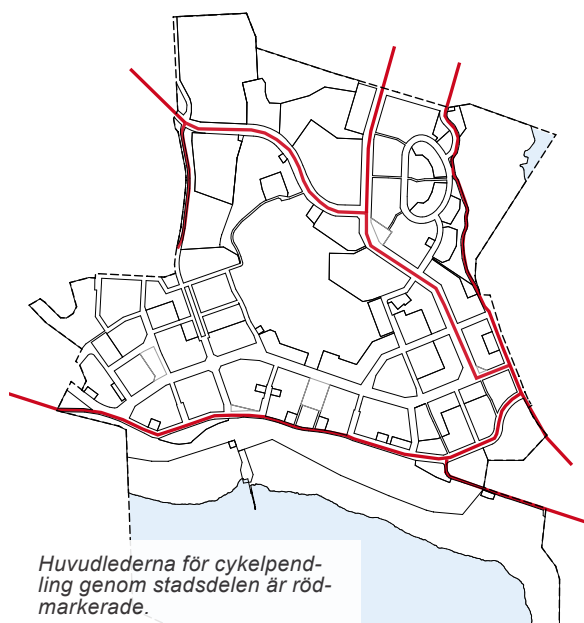 Huvudlederna för cykelpend-
ling genom stadsdelen är röd-
markerade.